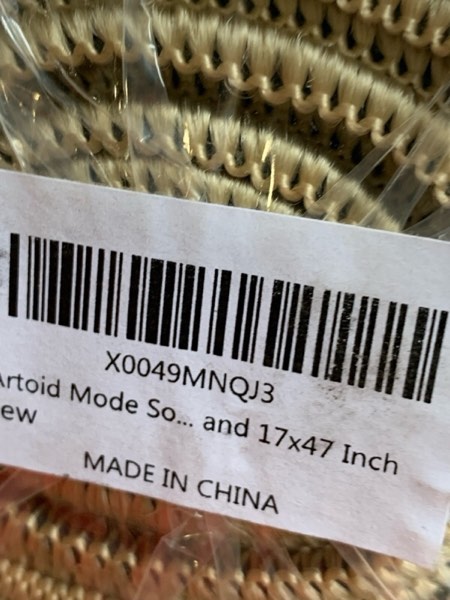 X0049MNQJ3
Artoid Mode So... and 17x47 Inch
ew
MADE IN CHINA